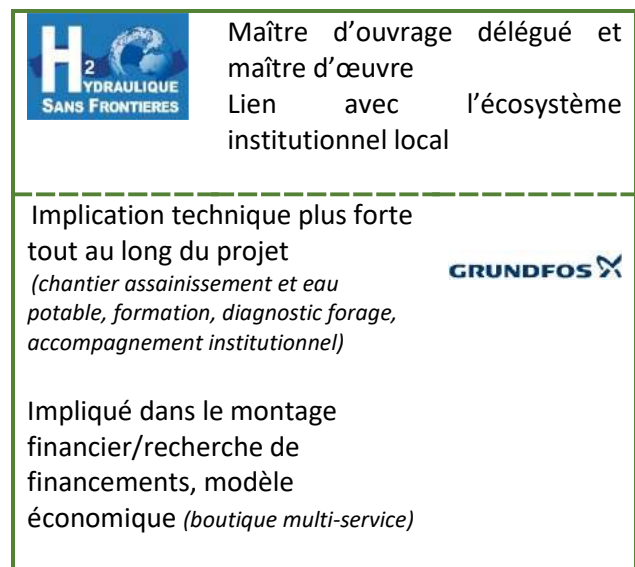 H2
YDRAULIQUE
SANS FRONTIERES
Maître d'ouvrage délégué et
maître d'œuvre
Lien avec l'écosystème
institutionnel local
Implication technique plus forte
tout au long du projet
(chantier assainissement et eau
potable, formation, diagnostic forage,
accompagnement institutionnel)
GRUNDFOS
Impliqué dans le montage
financier/recherche de
financements, modèle
économique (boutique multi-service)